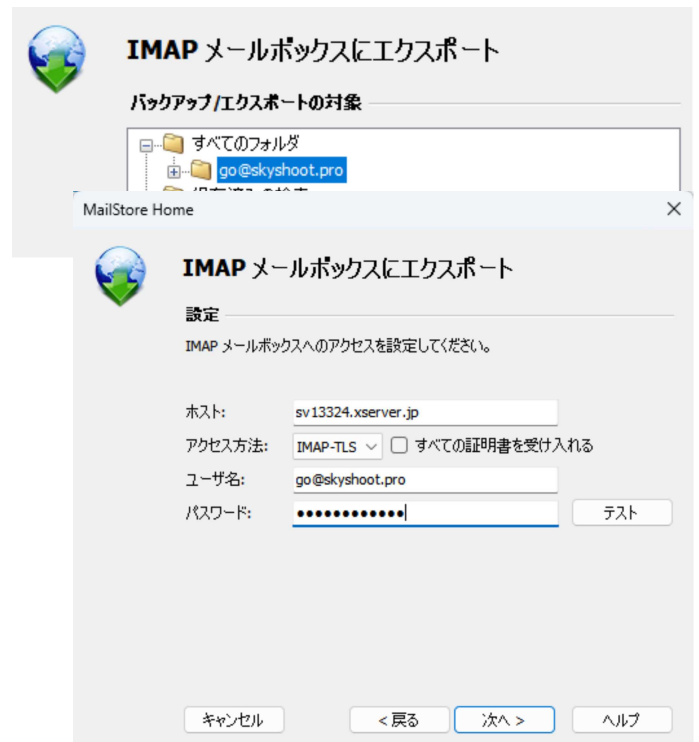 IMAP メールボックスにエクスポート
バックアップ/エクスポートの対象
すべてのフォルダ
go@skyshoot.pro
MailStore Home
IMAP メールボックスにエクスポート
設定
IMAP メールボックスへのアクセスを設定してください。
ホスト: sv13324.xserver.jp
アクセス方法: IMAP-TLS すべての証明書を受け入れる
ユーザ名: go@skyshoot.pro
パスワード: ●●●●●●●●●●●● テスト
キャンセル < 戻る 次へ > ヘルプ